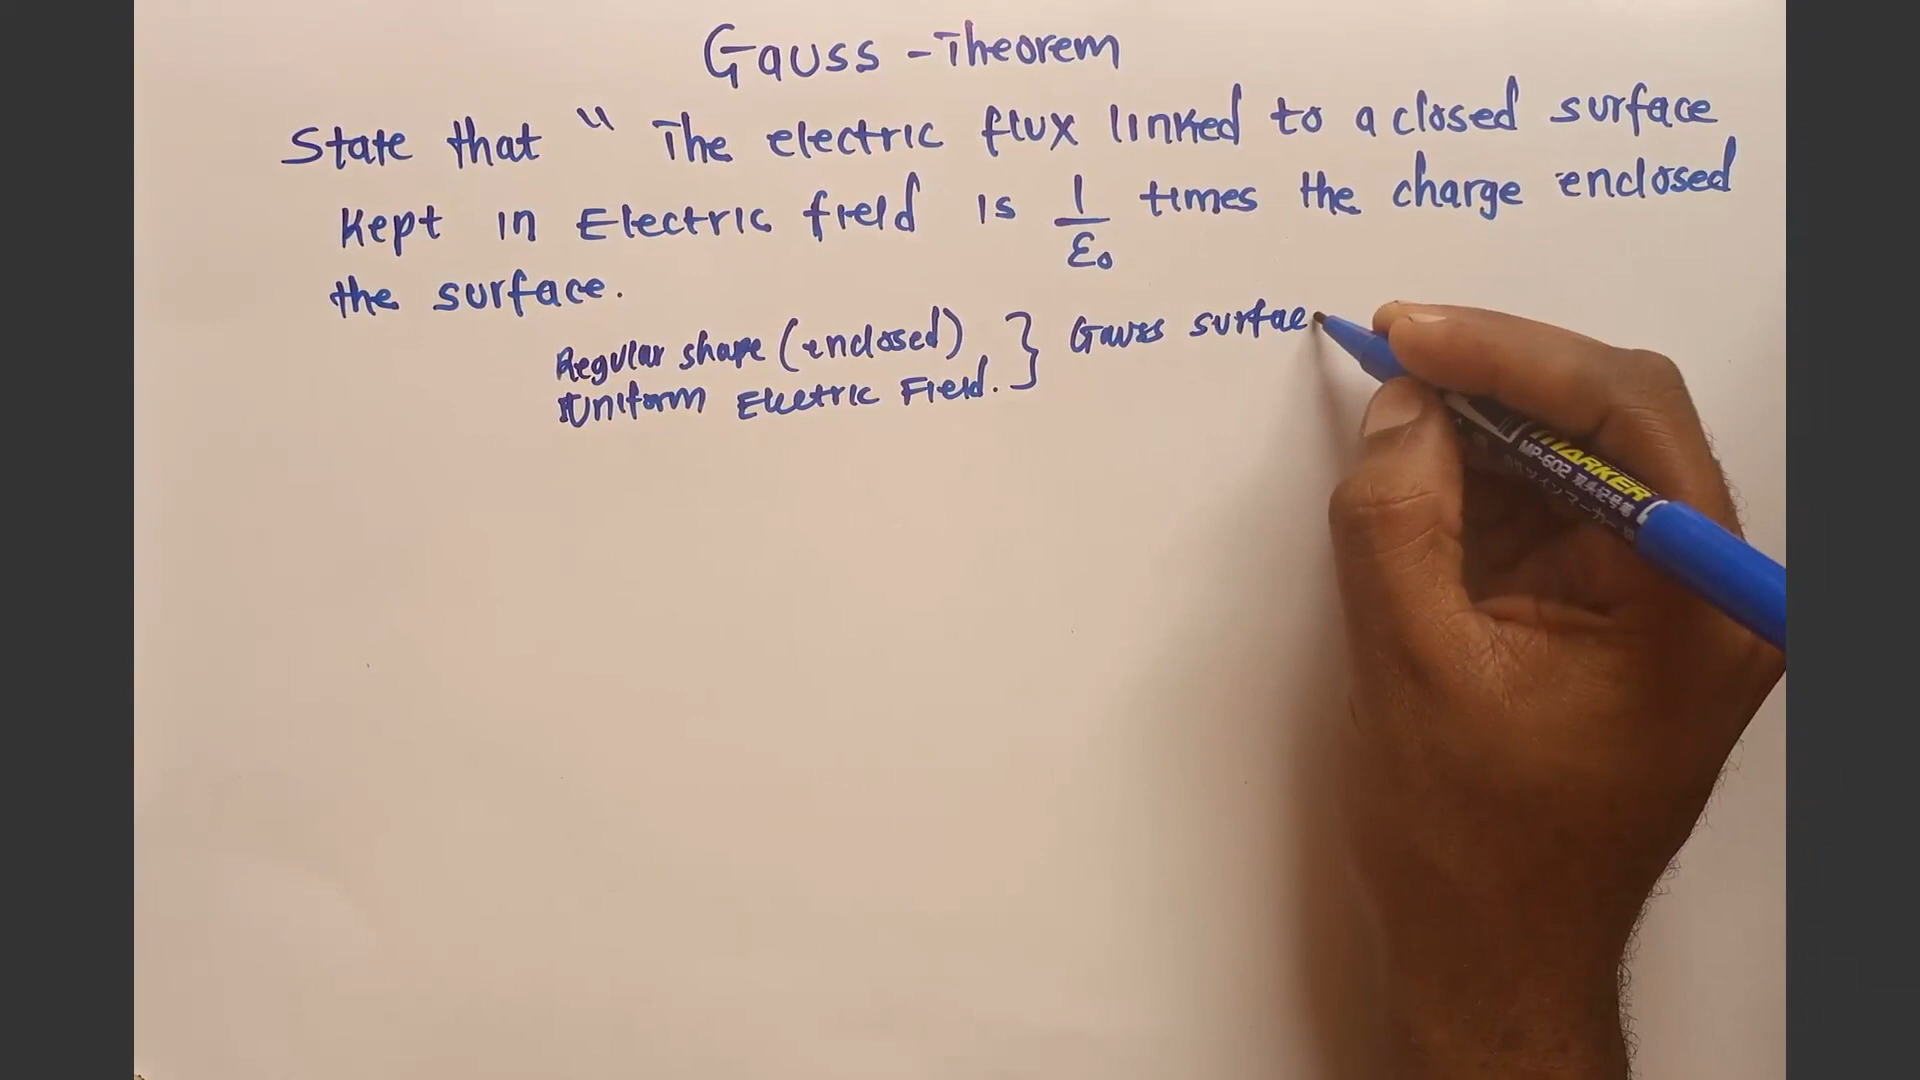 Gauss - Theorem
State that " The electric flux linked to a closed surface
Kept in Electric field is 1/ε₀ times the charge enclosed
the surface.
Regular shape (enclosed) } Gauss surfac
Uniform Electric Field.
MARKER
MP-602